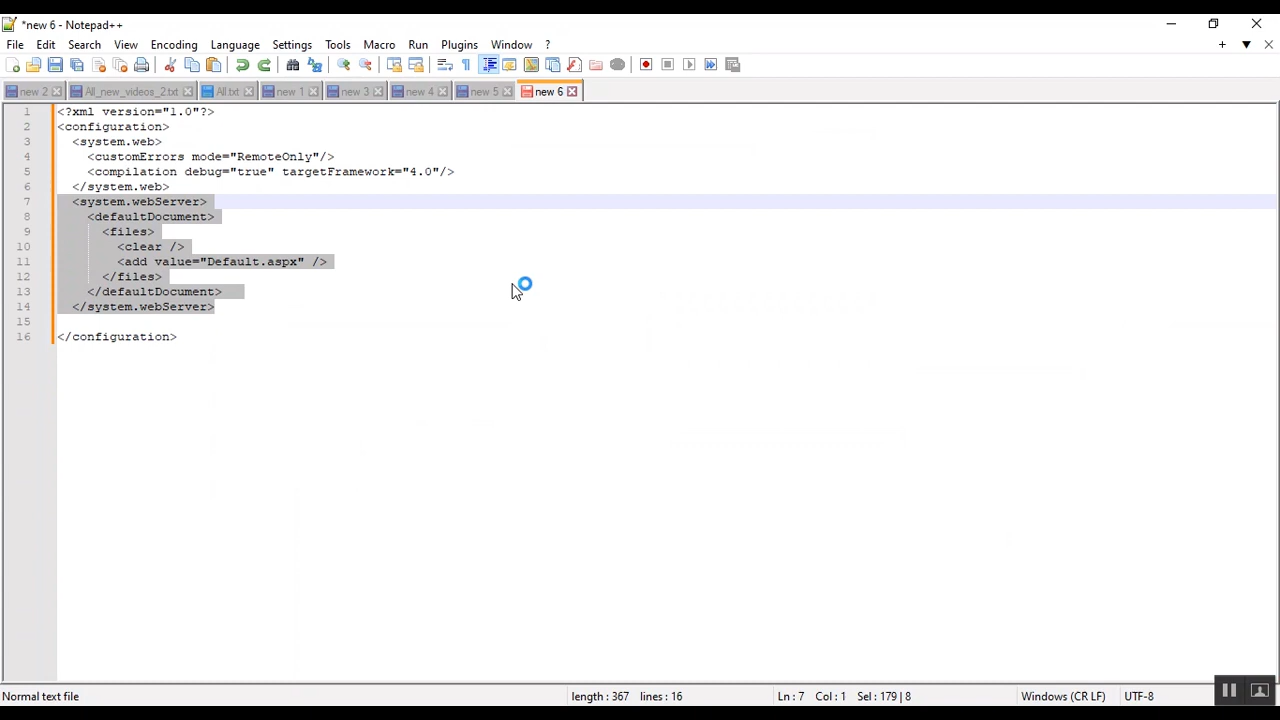 *new 6 - Notepad++
File Edit Search View Encoding Language Settings Tools Macro Run Plugins Window ?
new 2 All_new_videos_2.txt All.txt new 1 new 3 new 4 new 5 new 6
1 <?xml version="1.0"?>
2 <configuration>
3 <system.web>
4 <customErrors mode="RemoteOnly"/>
5 <compilation debug="true" targetFramework="4.0"/>
6 </system.web>
7 <system.webServer>
8 <defaultDocument>
9 <files>
10 <clear />
11 <add value="Default.aspx" />
12 </files>
13 </defaultDocument>
14 </system.webServer>
15
16 </configuration>
Normal text file length : 367 lines : 16 Ln : 7 Col : 1 Sel : 179 | 8 Windows (CR LF) UTF-8